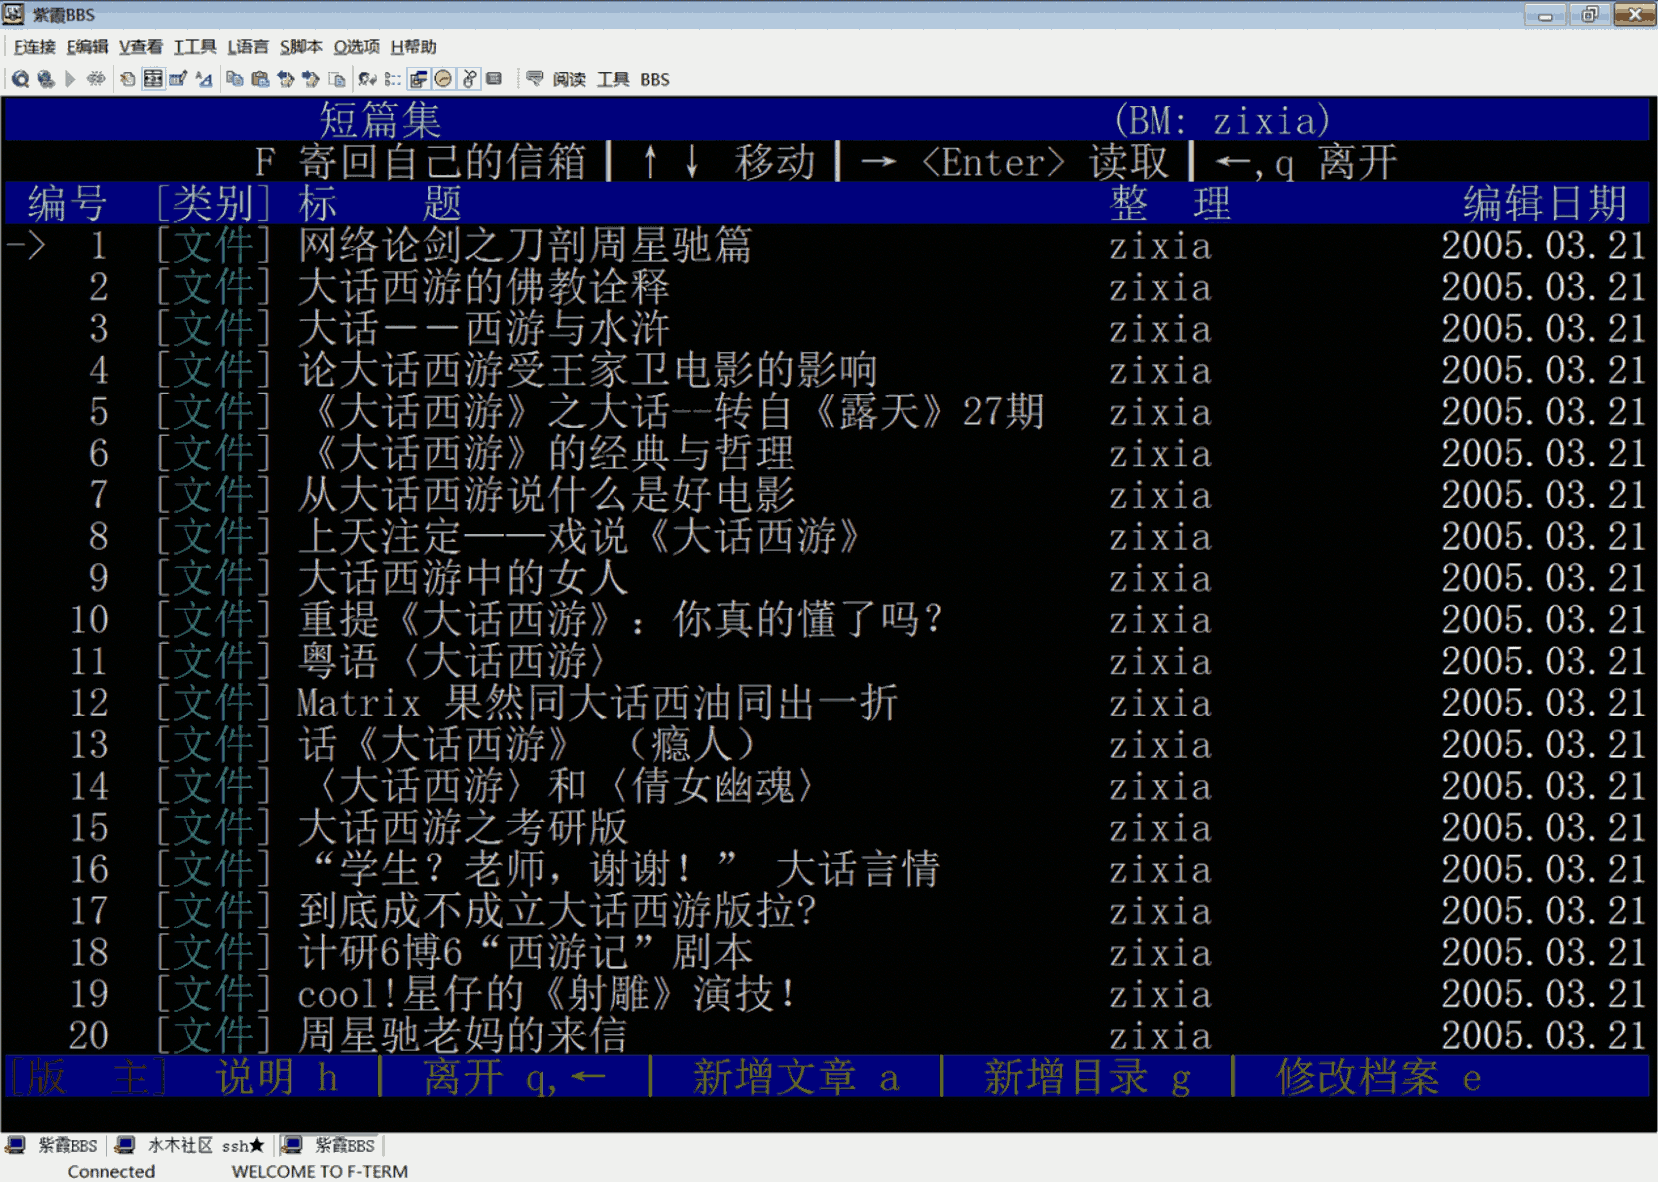 紫霞BBS
F连接 E编辑 V查看 T工具 L语言 S脚本 O选项 H帮助
阅读 工具 BBS
短篇集 (BM: zixia)
F 寄回自己的信箱┃↑↓ 移动┃→ <Enter> 读取┃←,q 离开
编号 [类别] 标 题 整 理 编辑日期
-> 1 [文件] 网络论剑之刀剖周星驰篇 zixia 2005.03.21
2 [文件] 大话西游的佛教诠释 zixia 2005.03.21
3 [文件] 大话－－西游与水浒 zixia 2005.03.21
4 [文件] 论大话西游受王家卫电影的影响 zixia 2005.03.21
5 [文件] 《大话西游》之大话--转自《露天》27期 zixia 2005.03.21
6 [文件] 《大话西游》的经典与哲理 zixia 2005.03.21
7 [文件] 从大话西游说什么是好电影 zixia 2005.03.21
8 [文件] 上天注定——戏说《大话西游》 zixia 2005.03.21
9 [文件] 大话西游中的女人 zixia 2005.03.21
10 [文件] 重提《大话西游》：你真的懂了吗？ zixia 2005.03.21
11 [文件] 粤语〈大话西游〉 zixia 2005.03.21
12 [文件] Matrix 果然同大话西油同出一折 zixia 2005.03.21
13 [文件] 话《大话西游》 （瘾人） zixia 2005.03.21
14 [文件] 〈大话西游〉和〈倩女幽魂〉 zixia 2005.03.21
15 [文件] 大话西游之考研版 zixia 2005.03.21
16 [文件] “学生？老师，谢谢！” 大话言情 zixia 2005.03.21
17 [文件] 到底成不成立大话西游版拉? zixia 2005.03.21
18 [文件] 计研6博6“西游记”剧本 zixia 2005.03.21
19 [文件] cool!星仔的《射雕》演技！ zixia 2005.03.21
20 [文件] 周星驰老妈的来信 zixia 2005.03.21
[版 主] 说明 h │ 离开 q,← │ 新增文章 a │ 新增目录 g │ 修改档案 e
紫霞BBS 水木社区 ssh★ 紫霞BBS
Connected WELCOME TO F-TERM